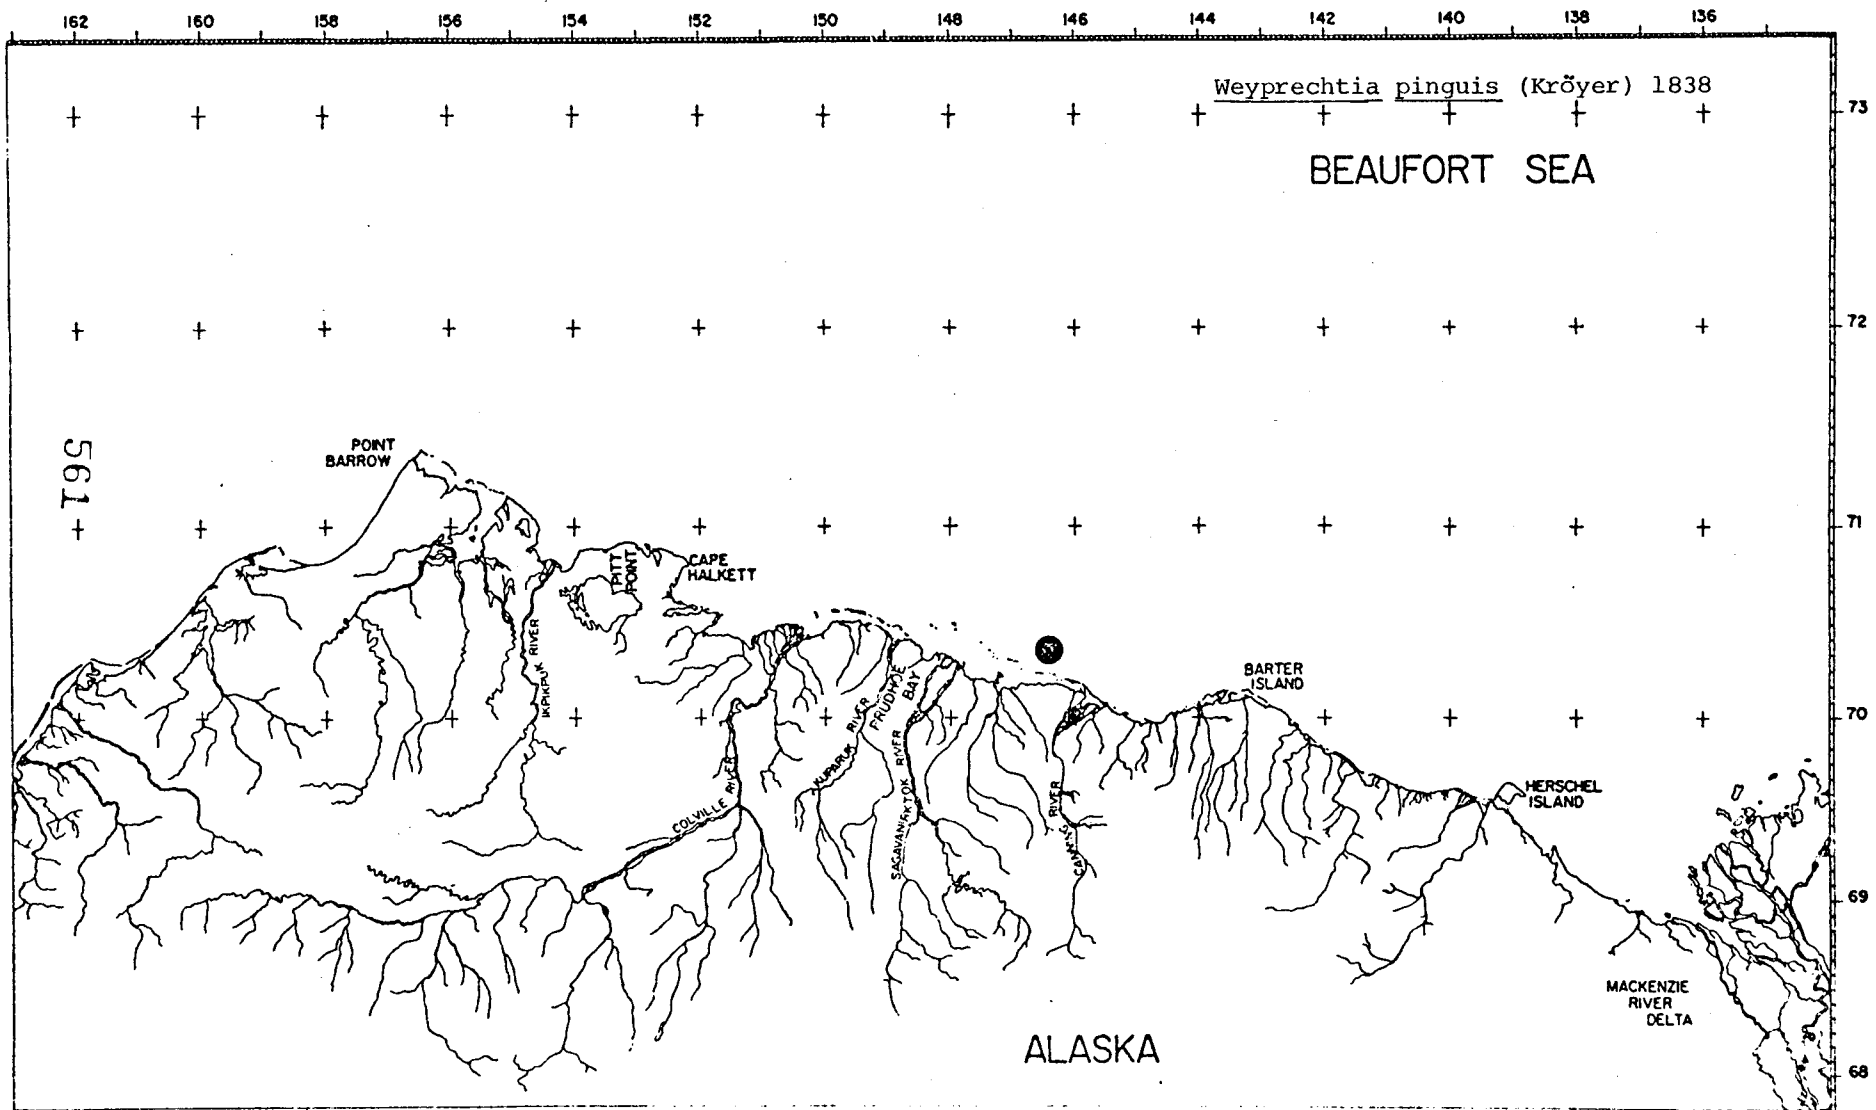 162 160 158 156 154 152 150 148 146 144 142 140 138 136
Weyprechtia pinguis (Kröyer) 1838
73
BEAUFORT SEA
72
POINT
BARROW
561
71
PITT
POINT
CAPE
HALKETT
IKPIKPUK RIVER
BARTER
ISLAND
PRUDHOE
BAY
70
KUPARUK RIVER
COLVILLE RIVER
SAGAVANIRKTOK RIVER
CANNING RIVER
HERSCHEL
ISLAND
69
MACKENZIE
RIVER
DELTA
ALASKA
68